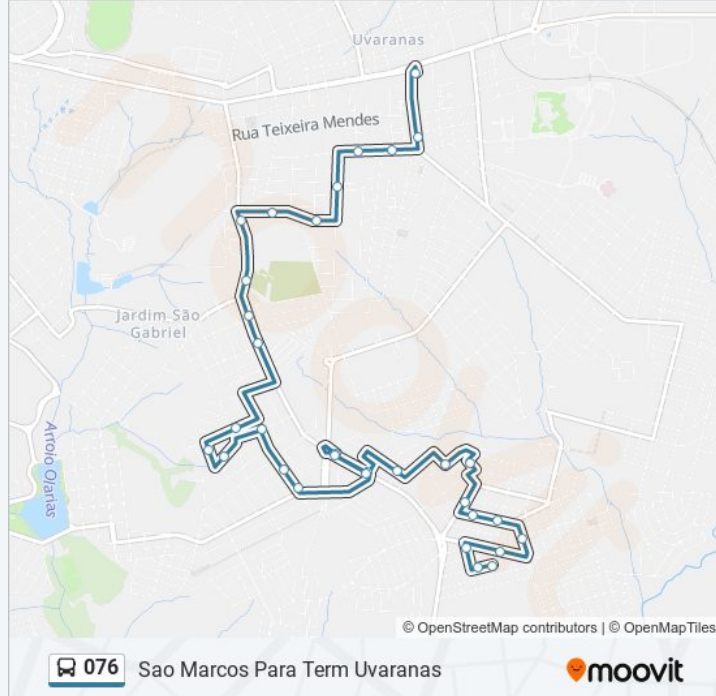 Uvaranas
Rua Teixeira Mendes
Jardim São
Gabriel
Arroio Olarias
© OpenStreetMap contributors | © OpenMapTiles
076 Sao Marcos Para Term Uvaranas
moovit